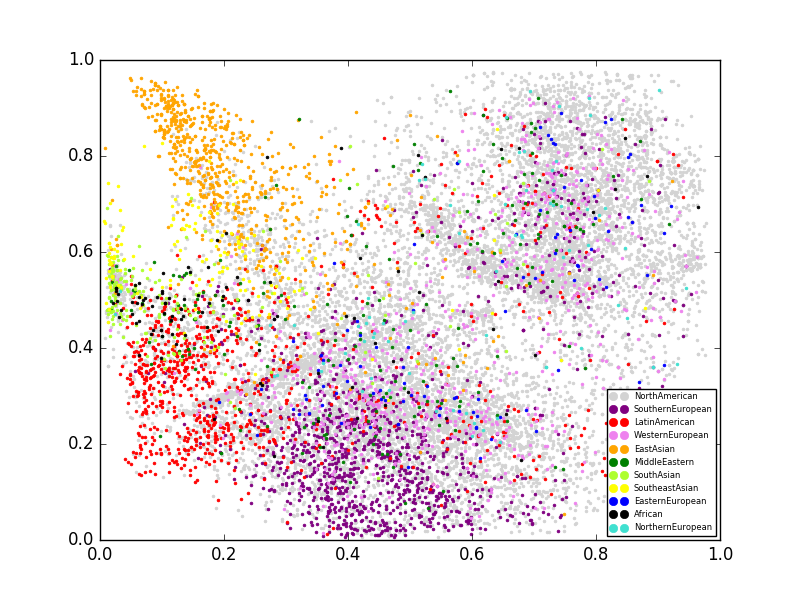 1.0
0.8
0.6
0.4
0.2
0.0
0.0 0.2 0.4 0.6 0.8 1.0
NorthAmerican
SouthernEuropean
LatinAmerican
WesternEuropean
EastAsian
MiddleEastern
SouthAsian
SoutheastAsian
EasternEuropean
African
NorthernEuropean